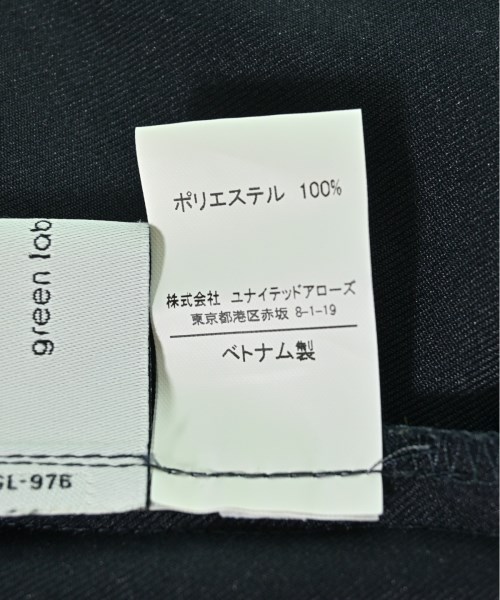 ポリエステル 100%
株式会社 ユナイテッドアローズ
東京都港区赤坂 8-1-19
ベトナム製
green lab
CL-976